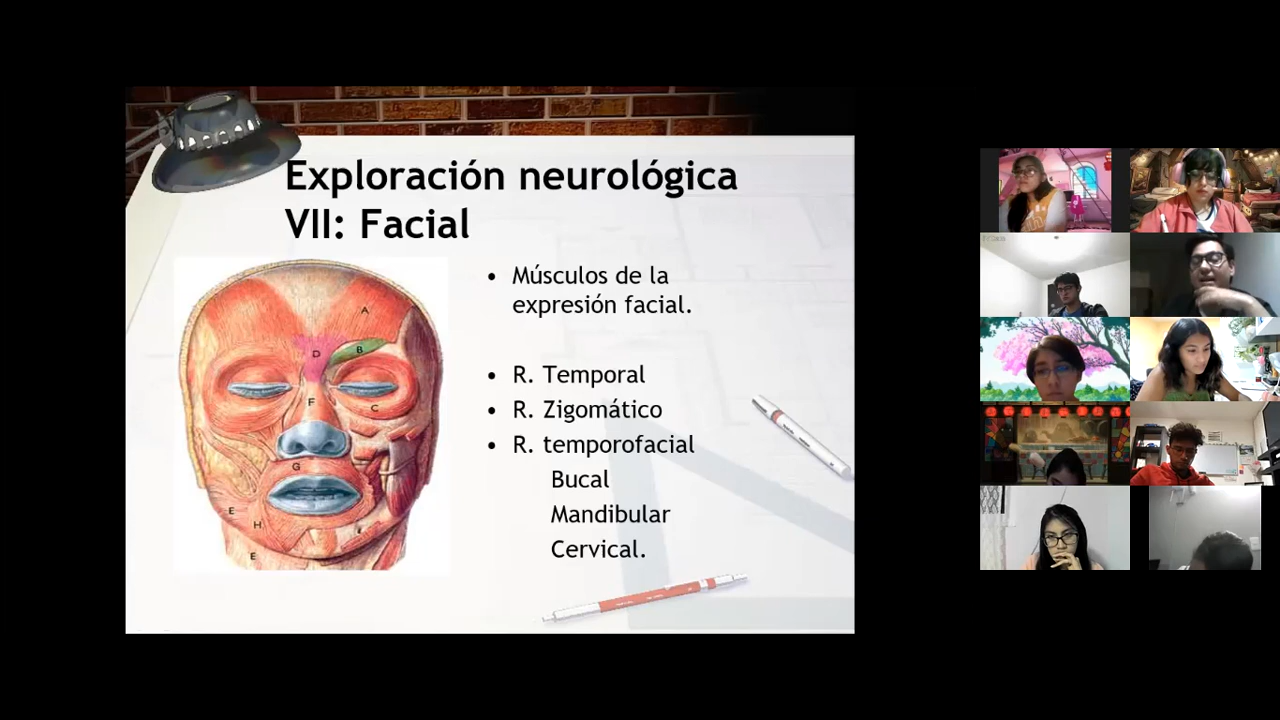 Exploración neurológica
VII: Facial
• Músculos de la
expresión facial.
• R. Temporal
• R. Zigomático
• R. temporofacial
Bucal
Mandibular
Cervical.
A
D
B
F
C
G
E
H
E